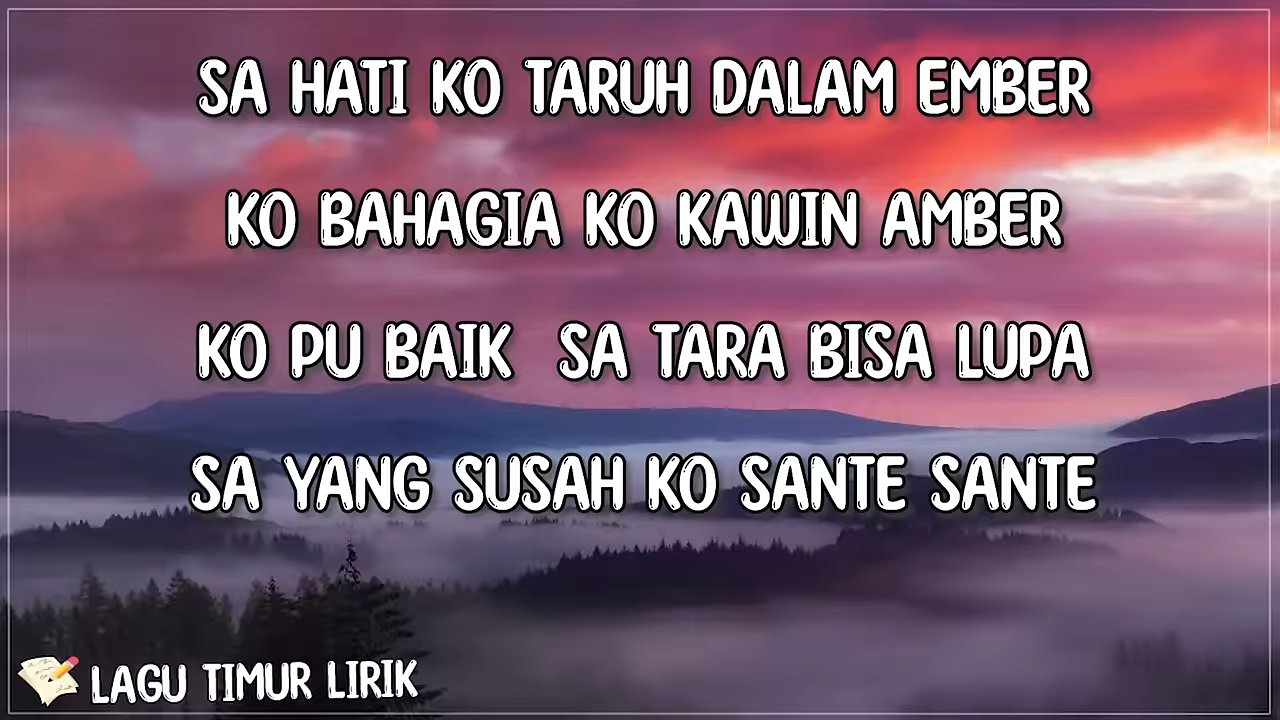 SA HATI KO TARUH DALAM EMBER
KO BAHAGIA KO KAWIN AMBER
KO PU BAIK SA TARA BISA LUPA
SA YANG SUSAH KO SANTE SANTE
LAGU TIMUR LIRIK